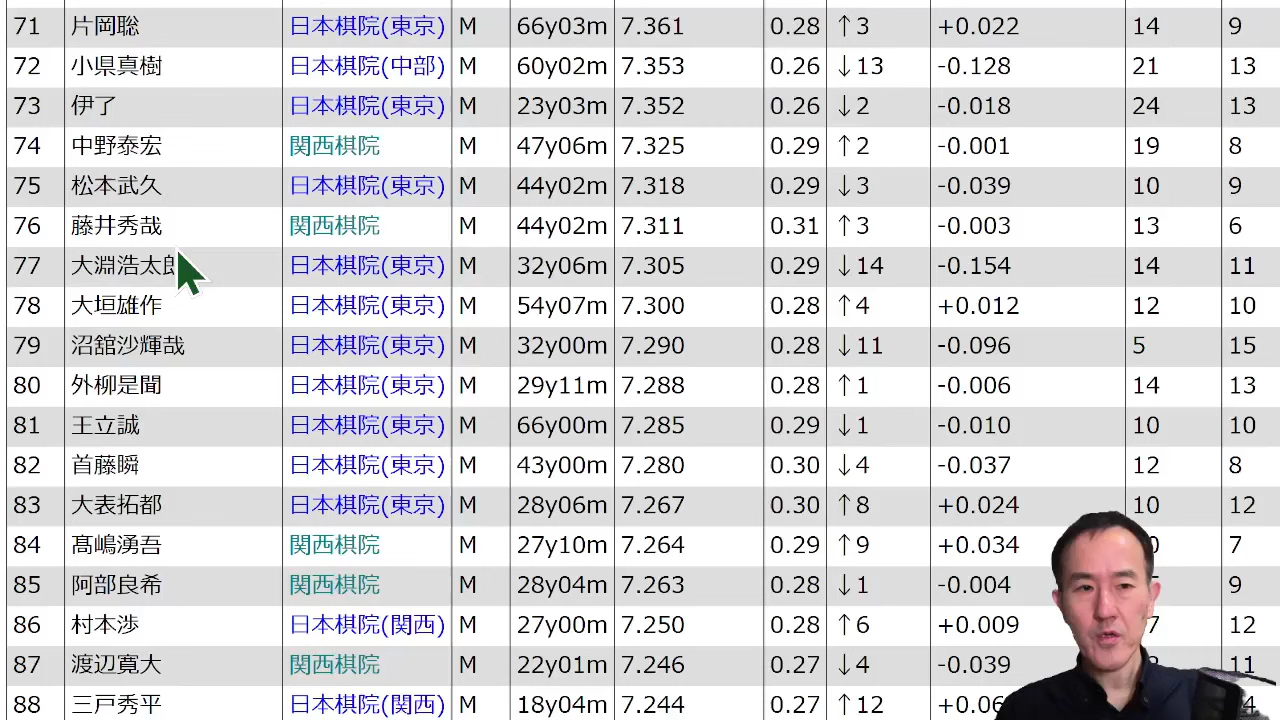 71 片岡聡 日本棋院(東京) M 66y03m 7.361 0.28 ↑3 +0.022 14 9
72 小県真樹 日本棋院(中部) M 60y02m 7.353 0.26 ↓13 -0.128 21 13
73 伊了 日本棋院(東京) M 23y03m 7.352 0.26 ↓2 -0.018 24 13
74 中野泰宏 関西棋院 M 47y06m 7.325 0.29 ↑2 -0.001 19 8
75 松本武久 日本棋院(東京) M 44y02m 7.318 0.29 ↓3 -0.039 10 9
76 藤井秀哉 関西棋院 M 44y02m 7.311 0.31 ↑3 -0.003 13 6
77 大淵浩太郎 日本棋院(東京) M 32y06m 7.305 0.29 ↓14 -0.154 14 11
78 大垣雄作 日本棋院(東京) M 54y07m 7.300 0.28 ↑4 +0.012 12 10
79 沼舘沙輝哉 日本棋院(東京) M 32y00m 7.290 0.28 ↓11 -0.096 5 15
80 外柳是聞 日本棋院(東京) M 29y11m 7.288 0.28 ↑1 -0.006 14 13
81 王立誠 日本棋院(東京) M 66y00m 7.285 0.29 ↓1 -0.010 10 10
82 首藤瞬 日本棋院(東京) M 43y00m 7.280 0.30 ↓4 -0.037 12 8
83 大表拓都 日本棋院(東京) M 28y06m 7.267 0.30 ↑8 +0.024 10 12
84 髙嶋湧吾 関西棋院 M 27y10m 7.264 0.29 ↑9 +0.034 7
85 阿部良希 関西棋院 M 28y04m 7.263 0.29 ↓1 -0.004 9
86 村本渉 日本棋院(関西) M 27y00m 7.250 0.28 ↑6 +0.009 12
87 渡辺寛大 関西棋院 M 22y01m 7.246 0.27 ↓4 -0.039 11
88 三戸秀平 日本棋院(関西) M 18y04m 7.244 0.27 ↑12